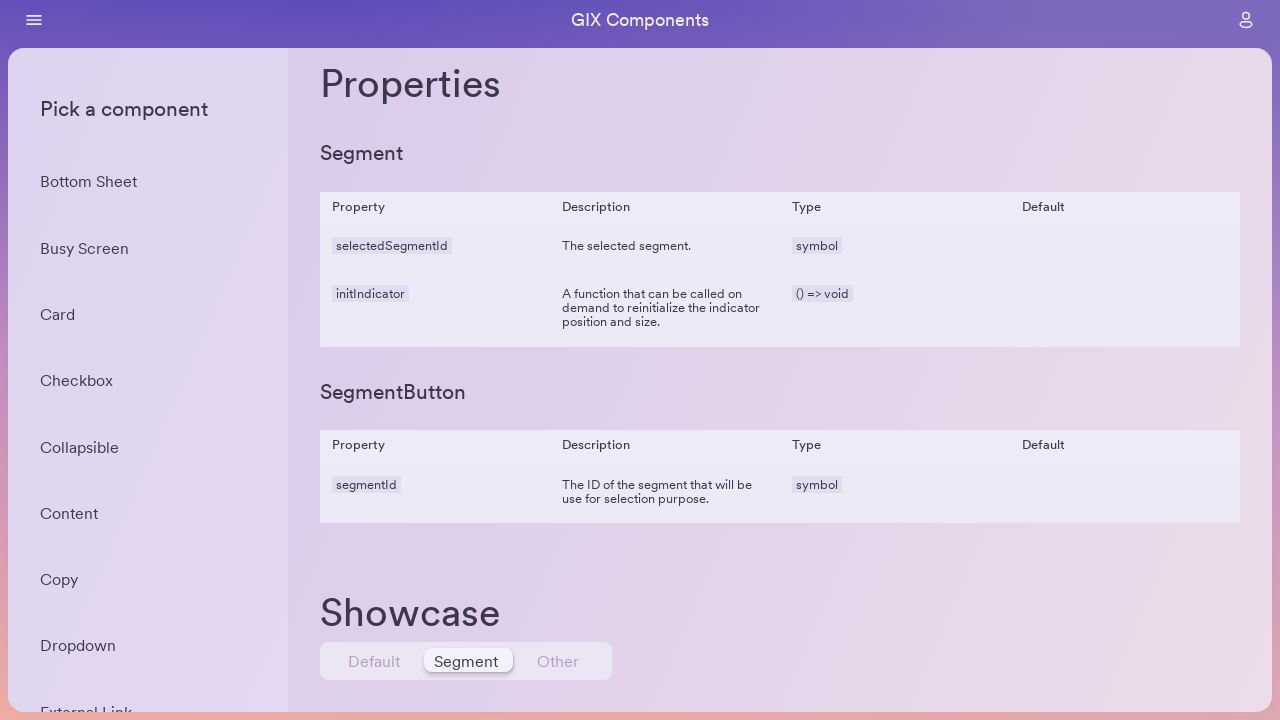 GIX Components
Pick a component
Bottom Sheet
Busy Screen
Card
Checkbox
Collapsible
Content
Copy
Dropdown
External Link
Properties
Segment
Property Description Type Default
selectedSegmentId The selected segment. symbol
initIndicator A function that can be called on () => void
demand to reinitialize the indicator
position and size.
SegmentButton
Property Description Type Default
segmentId The ID of the segment that will be symbol
use for selection purpose.
Showcase
Default Segment Other